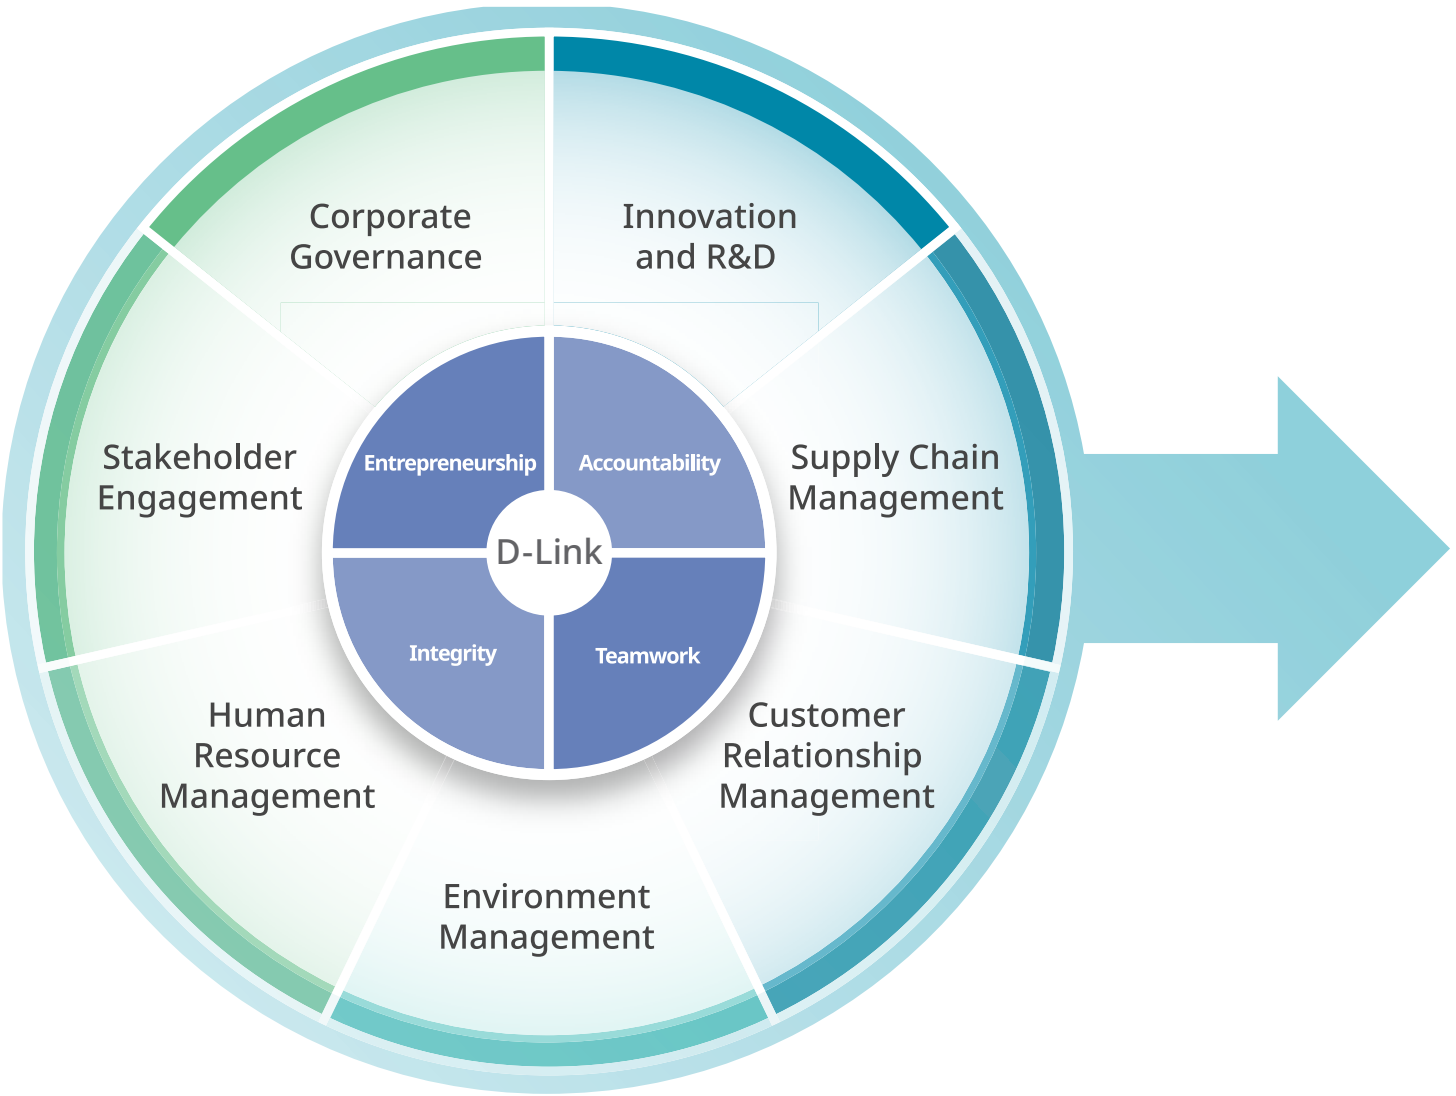 Corporate
Governance
Innovation
and R&D
Stakeholder
Engagement
Entrepreneurship
Accountability
Supply Chain
Management
D-Link
Integrity
Teamwork
Human
Resource
Management
Customer
Relationship
Management
Environment
Management